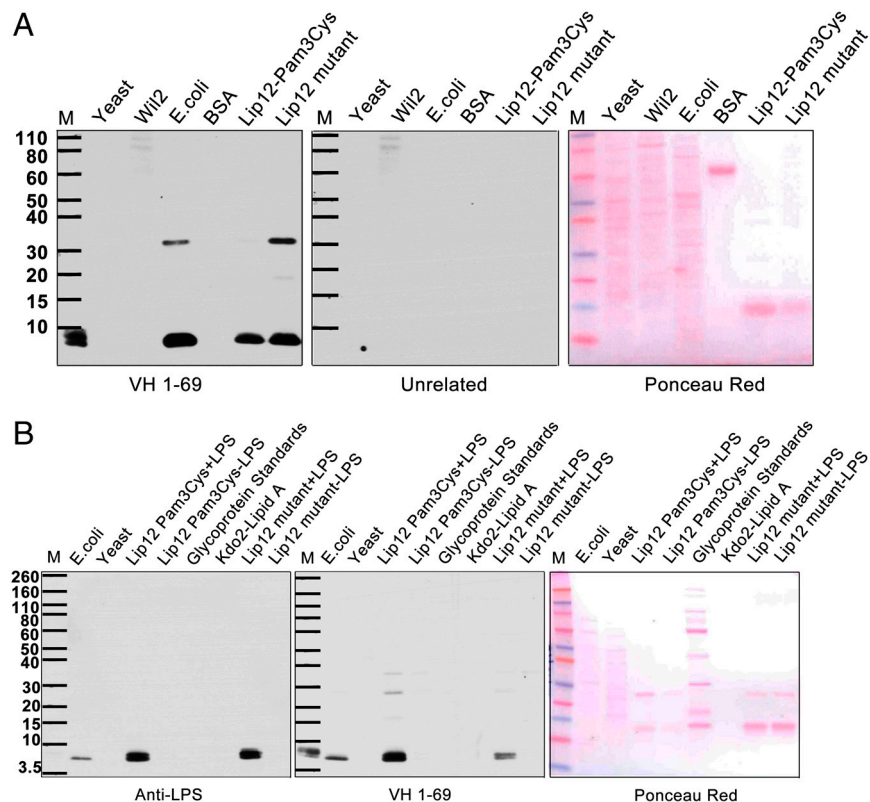 A
M Yeast Wil2 E.coli BSA Lip12-Pam3Cys Lip12 mutant
M Yeast Wil2 E.coli BSA Lip12-Pam3Cys Lip12 mutant
M Yeast Wil2 E.coli BSA Lip12-Pam3Cys Lip12 mutant
110
80
60
50
40
30
20
15
10
VH 1-69
Unrelated
Ponceau Red
B
M E.coli Yeast Lip12 Pam3Cys+LPS Lip12 Pam3Cys-LPS Glycoprotein Standards Kdo2-Lipid A Lip12 mutant+LPS Lip12 mutant-LPS
M E.coli Yeast Lip12 Pam3Cys+LPS Lip12 Pam3Cys-LPS Glycoprotein Standards Kdo2-Lipid A Lip12 mutant+LPS Lip12 mutant-LPS
M E.coli Yeast Lip12 Pam3Cys+LPS Lip12 Pam3Cys-LPS Glycoprotein Standards Kdo2-Lipid A Lip12 mutant+LPS Lip12 mutant-LPS
260
160
110
80
60
50
40
30
20
15
10
3.5
Anti-LPS
VH 1-69
Ponceau Red